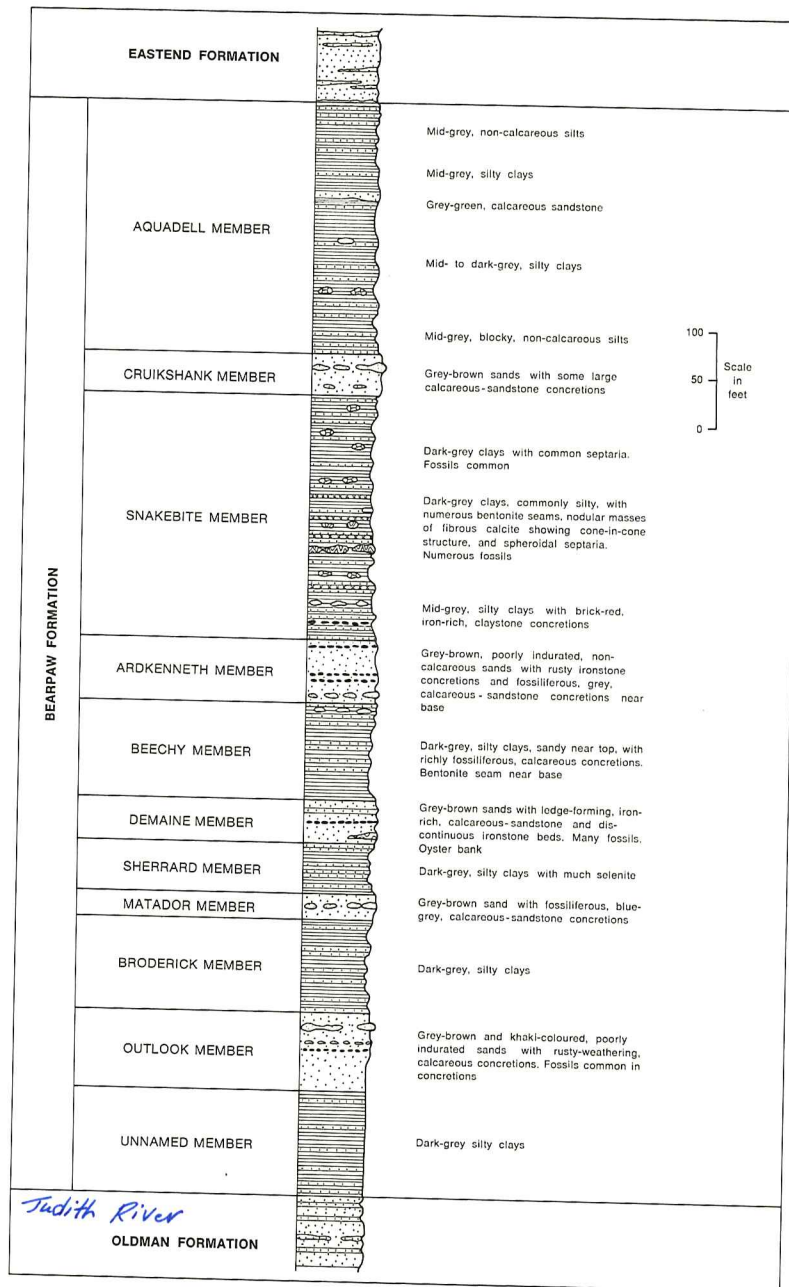 EASTEND FORMATION
BEARPAW FORMATION
AQUADELL MEMBER
Mid-grey, non-calcareous silts
Mid-grey, silty clays
Grey-green, calcareous sandstone
Mid- to dark-grey, silty clays
Mid-grey, blocky, non-calcareous silts
100
50
0
Scale
in
feet
CRUIKSHANK MEMBER
Grey-brown sands with some large
calcareous-sandstone concretions
SNAKEBITE MEMBER
Dark-grey clays with common septaria.
Fossils common
Dark-grey clays, commonly silty, with
numerous bentonite seams, nodular masses
of fibrous calcite showing cone-in-cone
structure, and spheroidal septaria.
Numerous fossils
Mid-grey, silty clays with brick-red,
iron-rich, claystone concretions
ARDKENNETH MEMBER
Grey-brown, poorly indurated, non-
calcareous sands with rusty ironstone
concretions and fossiliferous, grey,
calcareous - sandstone concretions near
base
BEECHY MEMBER
Dark-grey, silty clays, sandy near top, with
richly fossiliferous, calcareous concretions.
Bentonite seam near base
DEMAINE MEMBER
Grey-brown sands with ledge-forming, iron-
rich, calcareous-sandstone and dis-
continuous ironstone beds. Many fossils.
Oyster bank
SHERRARD MEMBER
Dark-grey, silty clays with much selenite
MATADOR MEMBER
Grey-brown sand with fossiliferous, blue-
grey, calcareous-sandstone concretions
BRODERICK MEMBER
Dark-grey, silty clays
OUTLOOK MEMBER
Grey-brown and khaki-coloured, poorly
indurated sands with rusty-weathering,
calcareous concretions. Fossils common in
concretions
UNNAMED MEMBER
Dark-grey silty clays
Judith River
OLDMAN FORMATION